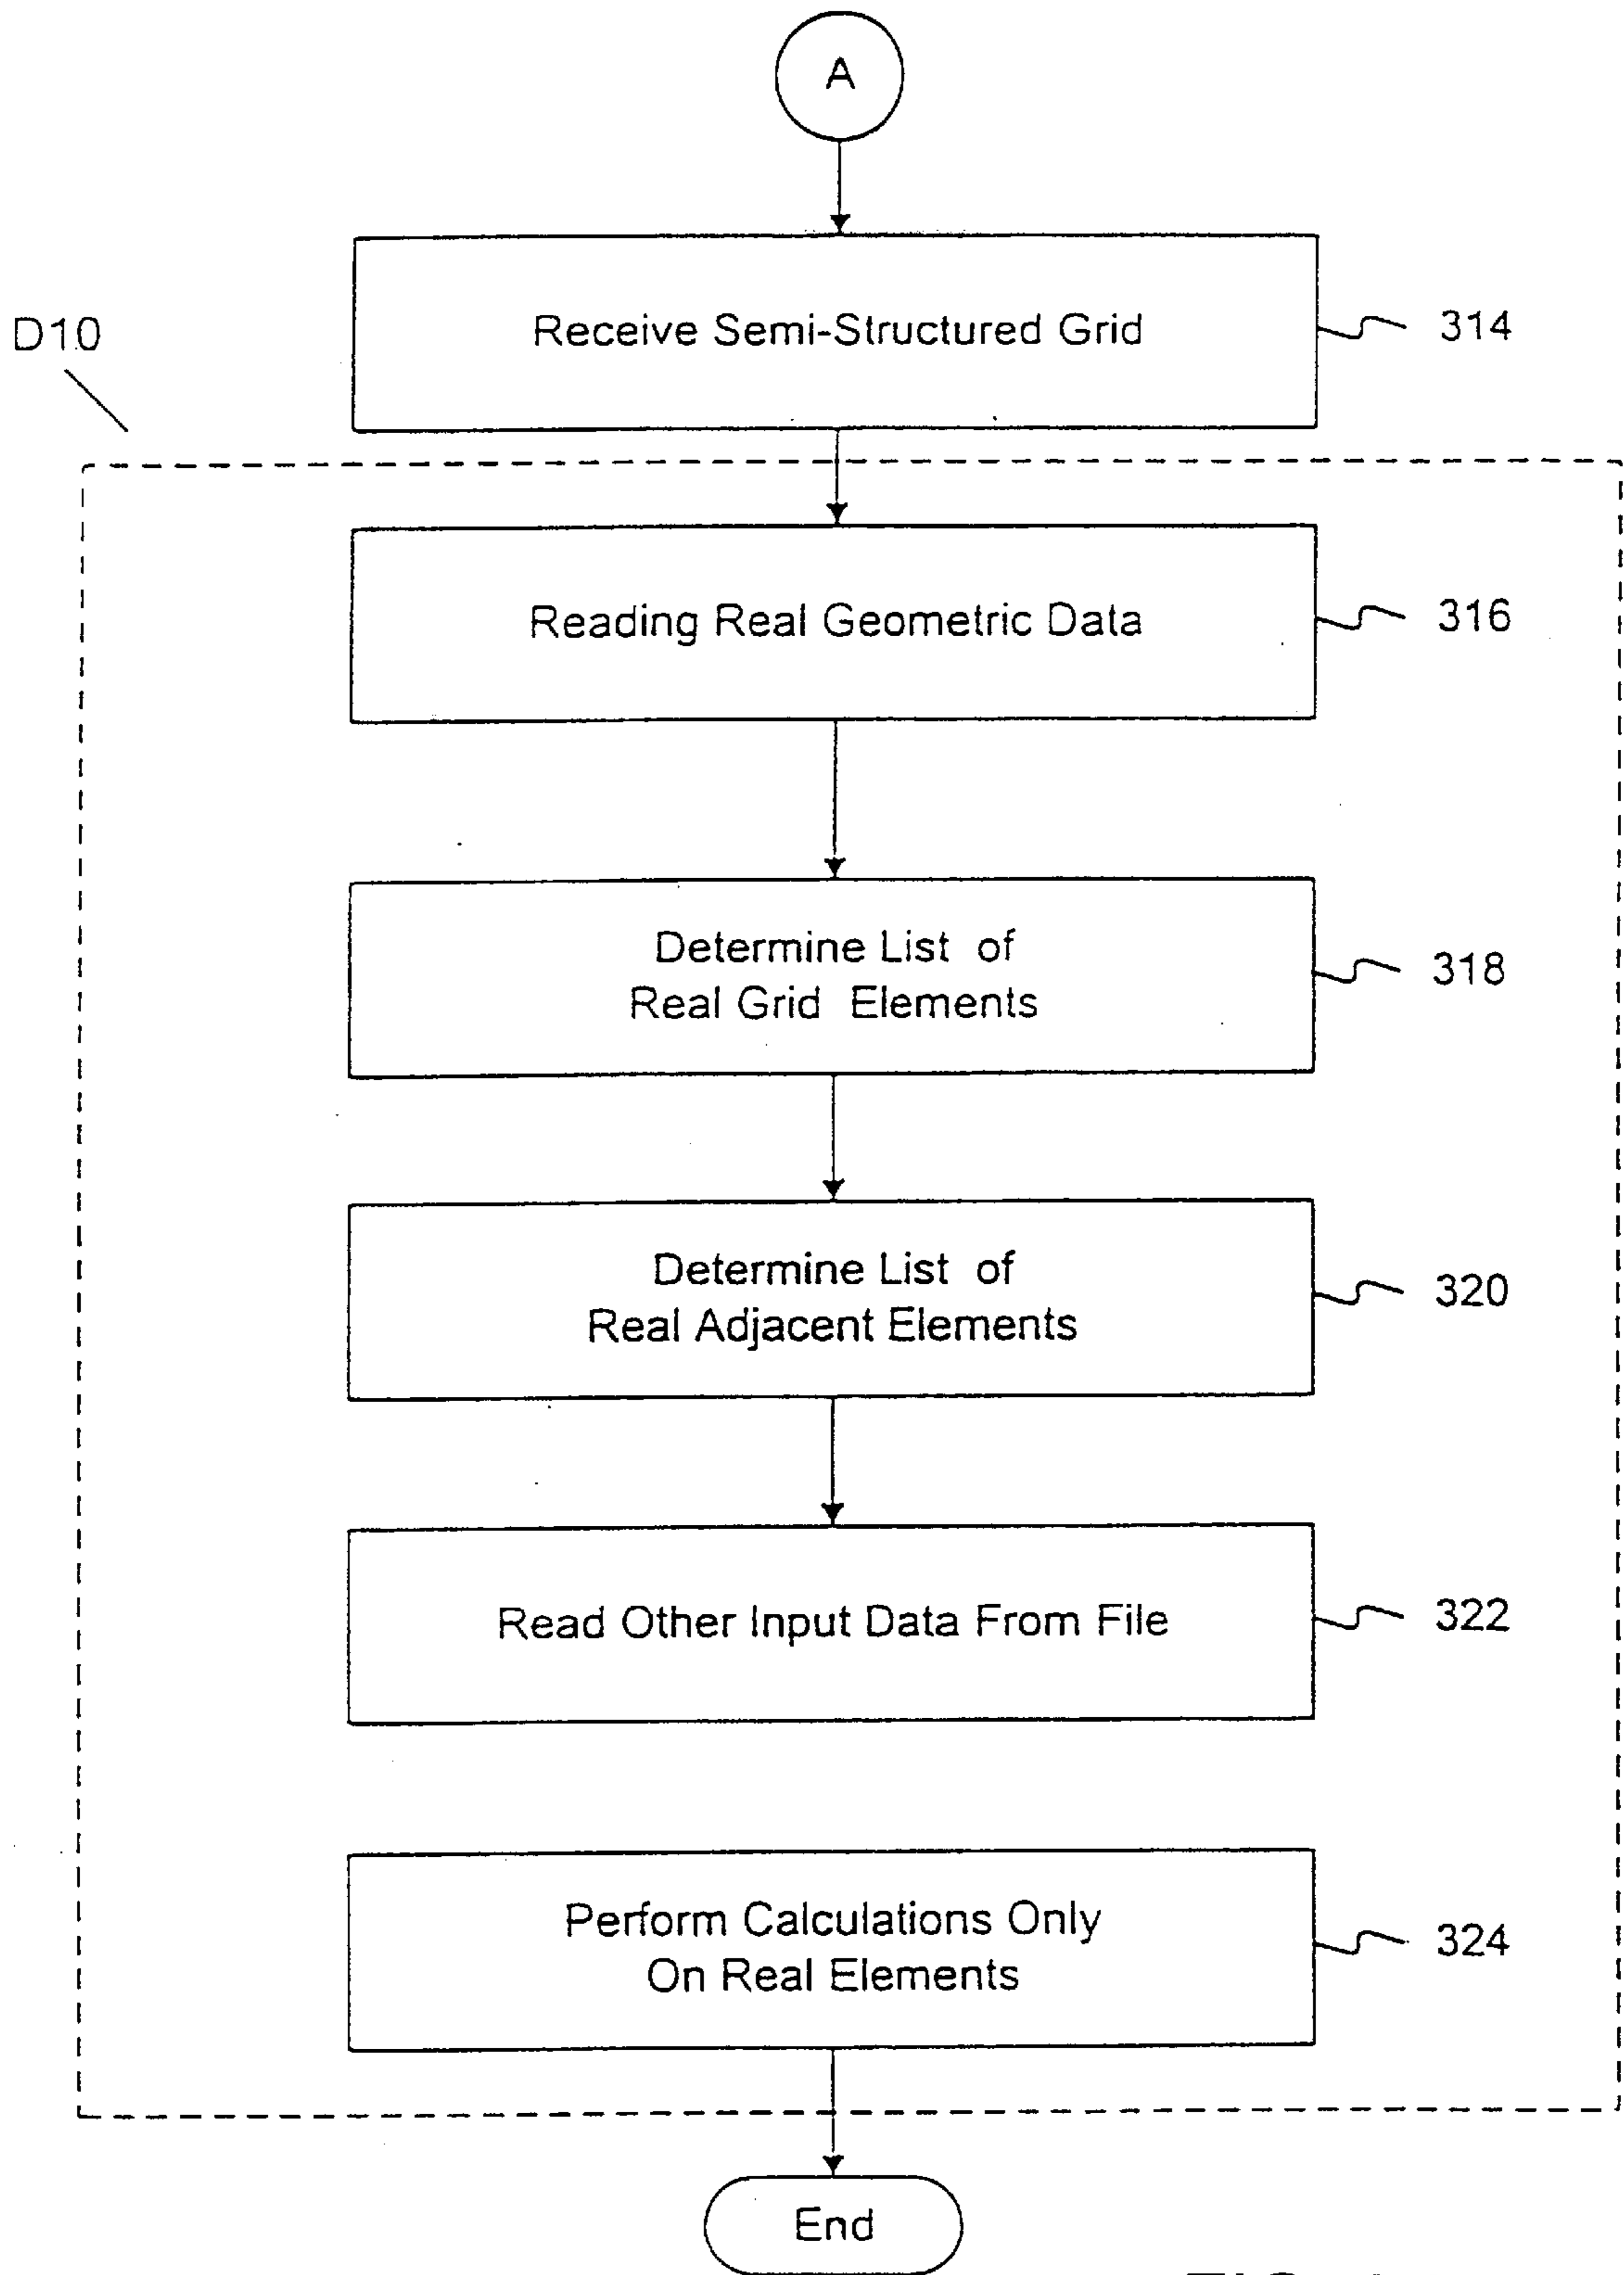 A
Receive Semi-Structured Grid
314
D10
Reading Real Geometric Data
316
Determine List of
Real Grid Elements
318
Determine List of
Real Adjacent Elements
320
Read Other Input Data From File
322
Perform Calculations Only
On Real Elements
324
End